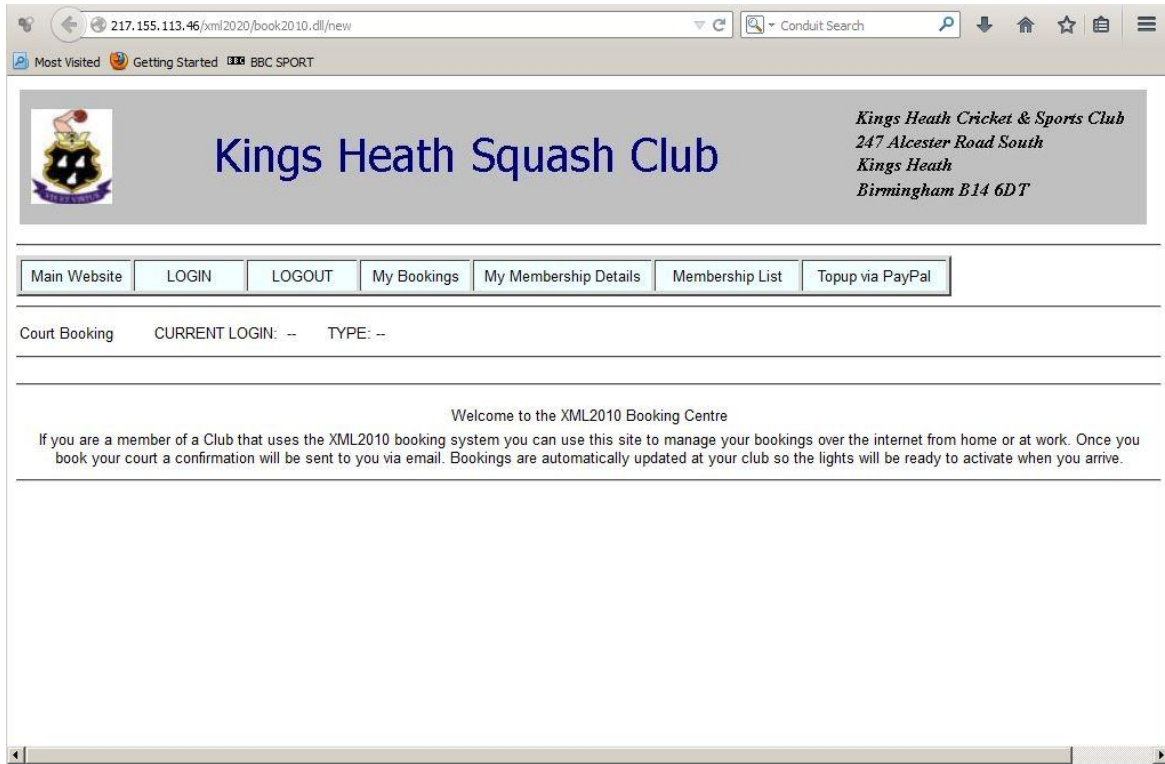 217.155.113.46/xml2020/book2010.dll/new
Conduit Search
Most Visited Getting Started BBC SPORT
Kings Heath Squash Club
Kings Heath Cricket & Sports Club
247 Alcester Road South
Kings Heath
Birmingham B14 6DT
Main Website LOGIN LOGOUT My Bookings My Membership Details Membership List Topup via PayPal
Court Booking CURRENT LOGIN: -- TYPE: --
Welcome to the XML2010 Booking Centre
If you are a member of a Club that uses the XML2010 booking system you can use this site to manage your bookings over the internet from home or at work. Once you
book your court a confirmation will be sent to you via email. Bookings are automatically updated at your club so the lights will be ready to activate when you arrive.